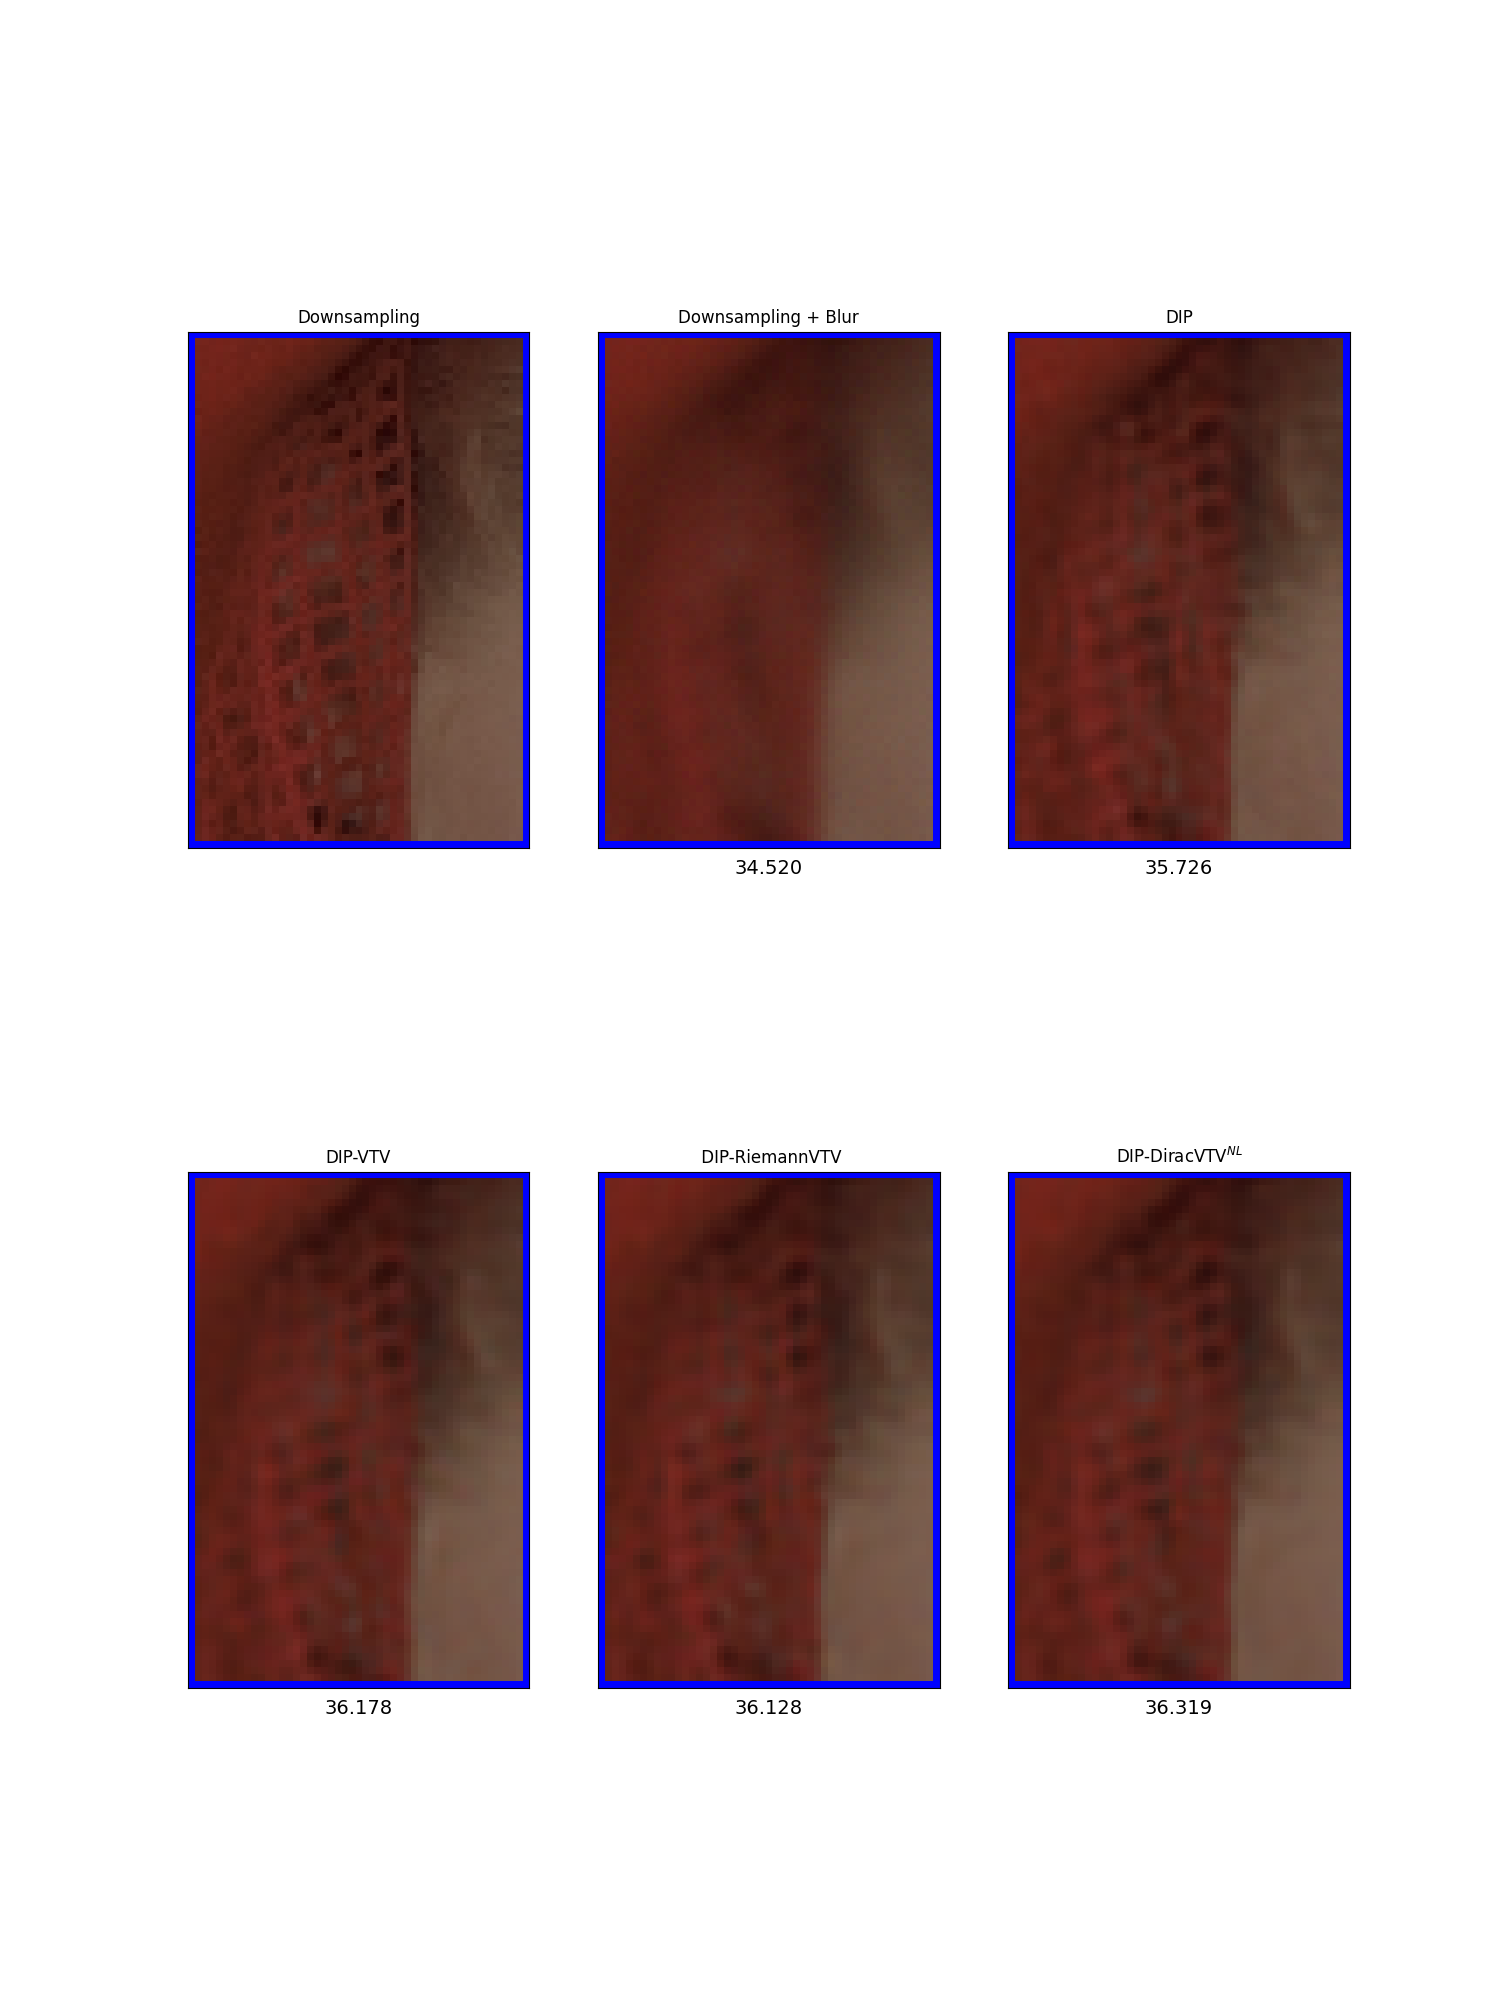 Downsampling
Downsampling + Blur
DIP
34.520
35.726
DIP-VTV
DIP-RiemannVTV
DIP-DiracVTV^{NL}
36.178
36.128
36.319